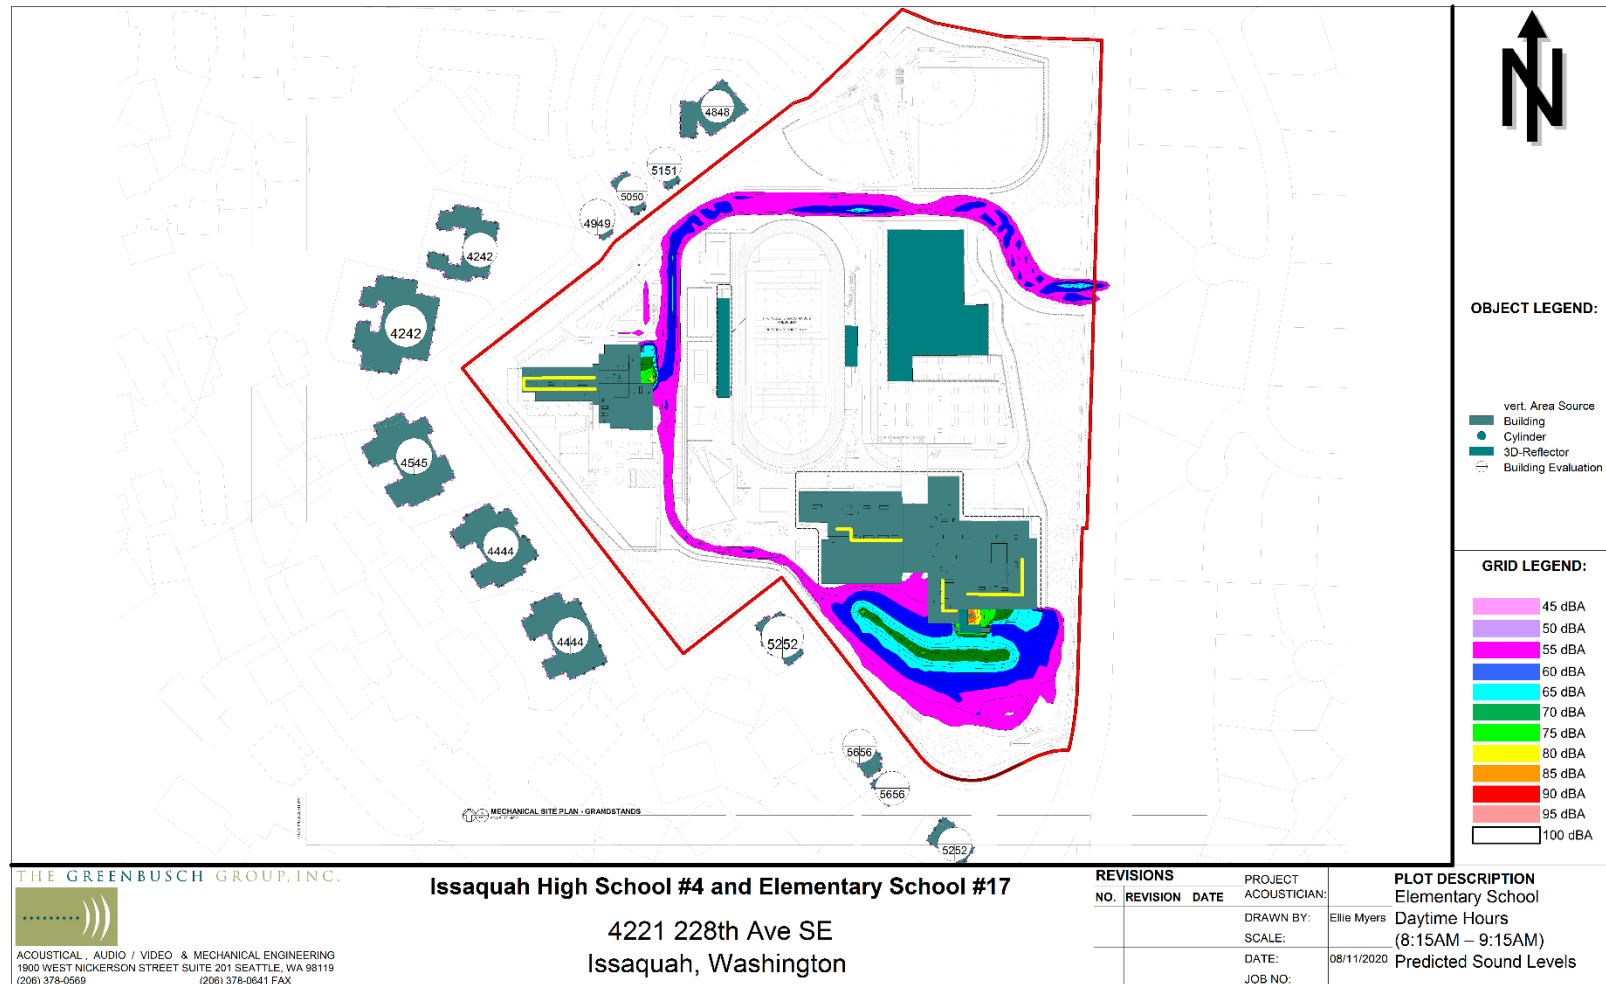 4848
5151
5050
4949
4242
4242
4545
4444
4444
5252
5656
5656
5252
MECHANICAL SITE PLAN - GRANDSTANDS
N
OBJECT LEGEND:
vert. Area Source
Building
Cylinder
3D-Reflector
Building Evaluation
GRID LEGEND:
45 dBA
50 dBA
55 dBA
60 dBA
65 dBA
70 dBA
75 dBA
80 dBA
85 dBA
90 dBA
95 dBA
100 dBA
THE GREENBUSCH GROUP, INC.
ACOUSTICAL, AUDIO / VIDEO & MECHANICAL ENGINEERING
1900 WEST NICKERSON STREET SUITE 201 SEATTLE, WA 98119
(206) 378-0569 (206) 378-0641 FAX
Issaquah High School #4 and Elementary School #17
4221 228th Ave SE
Issaquah, Washington
REVISIONS
NO. REVISION DATE
PROJECT
ACOUSTICIAN:
DRAWN BY: Ellie Myers
SCALE:
DATE: 08/11/2020
JOB NO:
PLOT DESCRIPTION
Elementary School
Daytime Hours
(8:15AM – 9:15AM)
Predicted Sound Levels